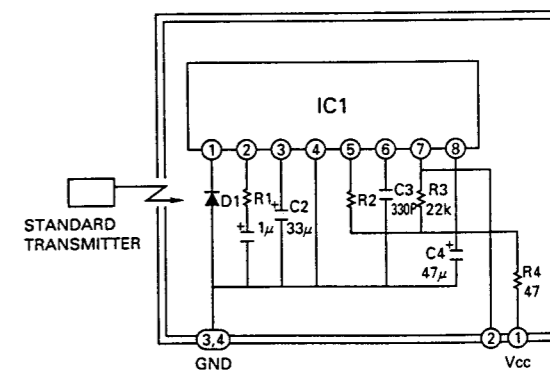 IC1
1 2 3 4 5 6 7 8
D1
R1
+
1μ
+
C2
33μ
R2
C3
330P
R3
22k
C4
+
47μ
R4
47
STANDARD
TRANSMITTER
3,4
GND
2
1
Vcc